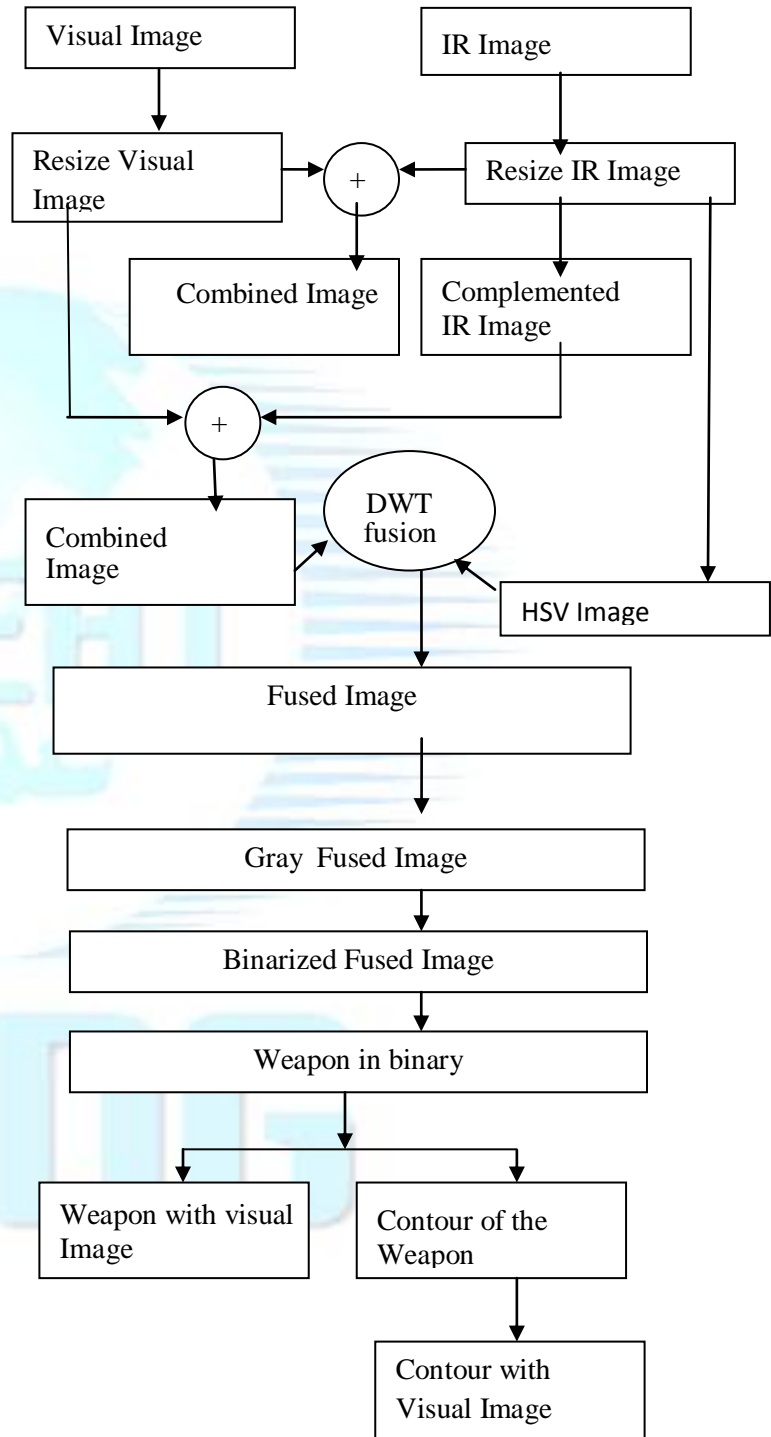 Visual Image
IR Image
Resize Visual
Image
+
Resize IR Image
Combined Image
Complemented
IR Image
+
DWT
fusion
Combined
Image
HSV Image
Fused Image
Gray Fused Image
Binarized Fused Image
Weapon in binary
Weapon with visual
Image
Contour of the
Weapon
Contour with
Visual Image